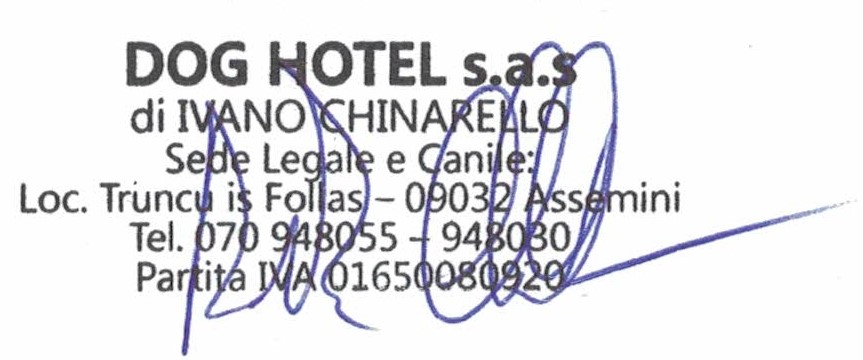 DOG HOTEL s.a.s
di IVANO CHINARELLO
Sede Legale e Canile:
Loc. Truncu is Follas – 09032 Assemini
Tel. 070 948055 – 948030
Partita IVA 01650080920